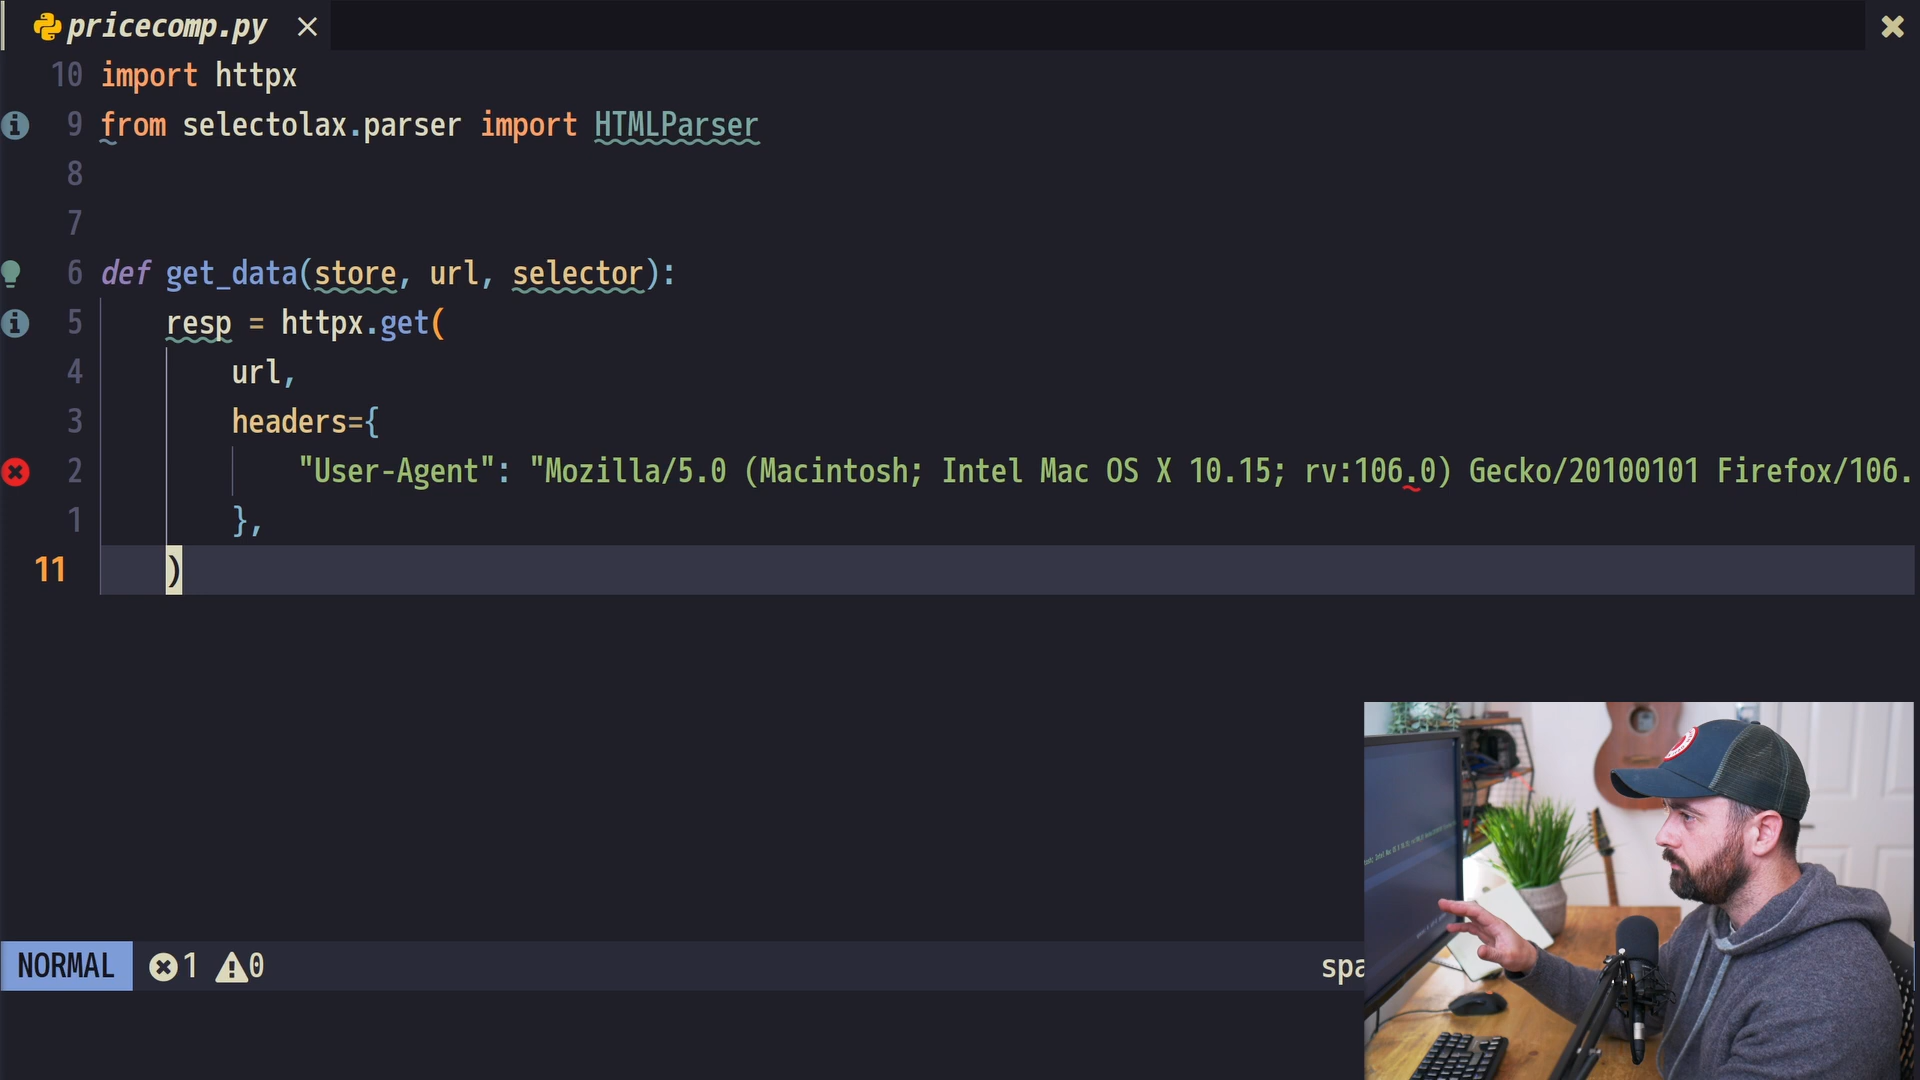 pricecomp.py
10 import httpx
9 from selectolax.parser import HTMLParser
8
7
6 def get_data(store, url, selector):
5 resp = httpx.get(
4 url,
3 headers={
2 "User-Agent": "Mozilla/5.0 (Macintosh; Intel Mac OS X 10.15; rv:106.0) Gecko/20100101 Firefox/106.
1 },
11 )
NORMAL 1 0 spa